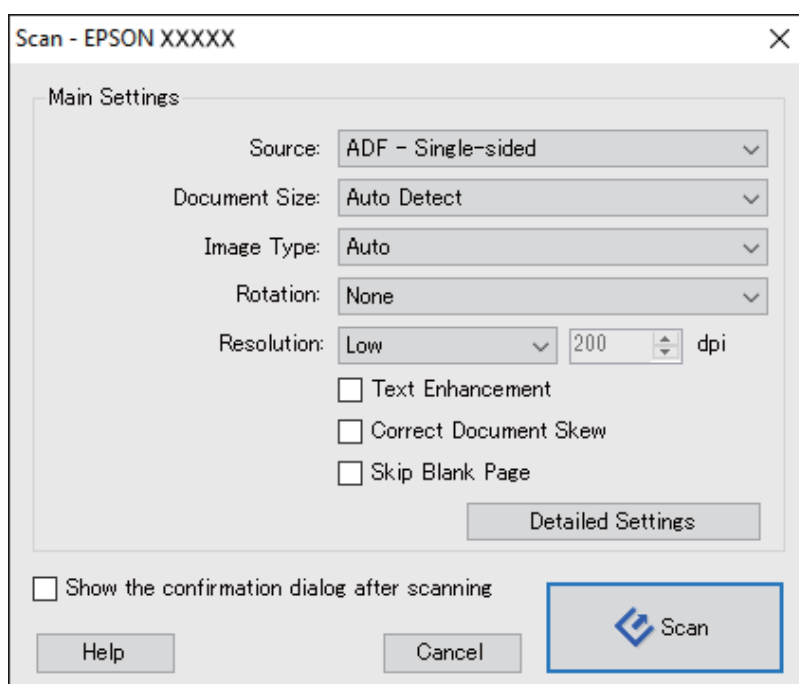 Scan - EPSON XXXXX
Main Settings
Source: ADF - Single-sided
Document Size: Auto Detect
Image Type: Auto
Rotation: None
Resolution: Low 200 dpi
Text Enhancement
Correct Document Skew
Skip Blank Page
Detailed Settings
Show the confirmation dialog after scanning
Scan
Help Cancel